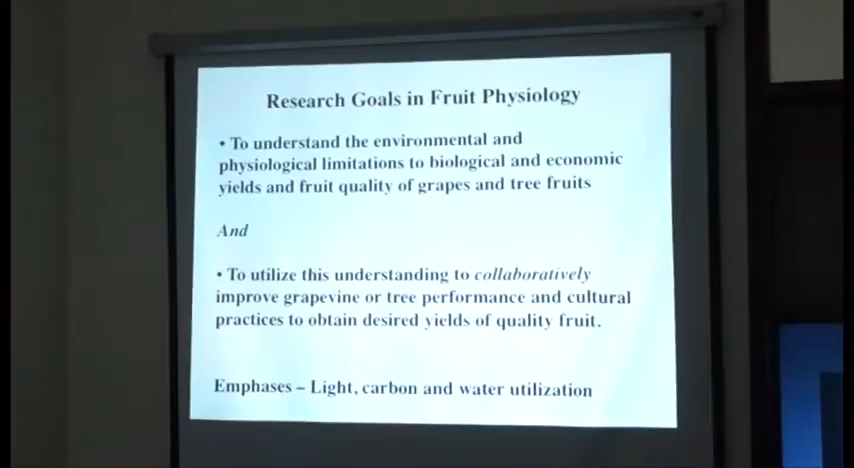 Research Goals in Fruit Physiology
• To understand the environmental and
physiological limitations to biological and economic
yields and fruit quality of grapes and tree fruits
And
• To utilize this understanding to collaboratively
improve grapevine or tree performance and cultural
practices to obtain desired yields of quality fruit.
Emphases – Light, carbon and water utilization